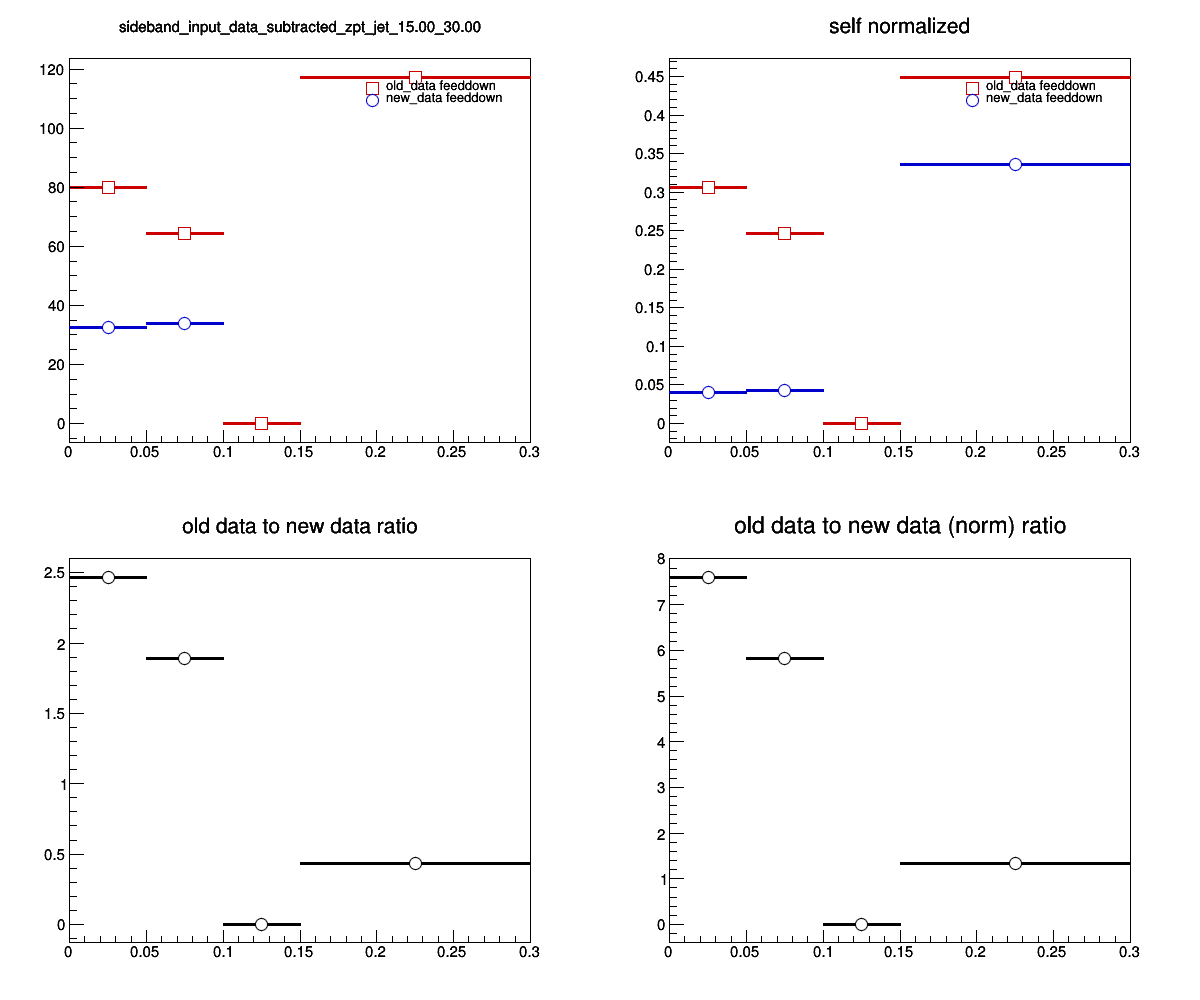 sideband_input_data_subtracted_zpt_jet_15.00_30.00
120
100
80
60
40
20
0
0 0.05 0.1 0.15 0.2 0.25 0.3
old_data feeddown
new_data feeddown
self normalized
0.45
0.4
0.35
0.3
0.25
0.2
0.15
0.1
0.05
0
0 0.05 0.1 0.15 0.2 0.25 0.3
old_data feeddown
new_data feeddown
old data to new data ratio
2.5
2
1.5
1
0.5
0
0 0.05 0.1 0.15 0.2 0.25 0.3
old data to new data (norm) ratio
8
7
6
5
4
3
2
1
0
0 0.05 0.1 0.15 0.2 0.25 0.3